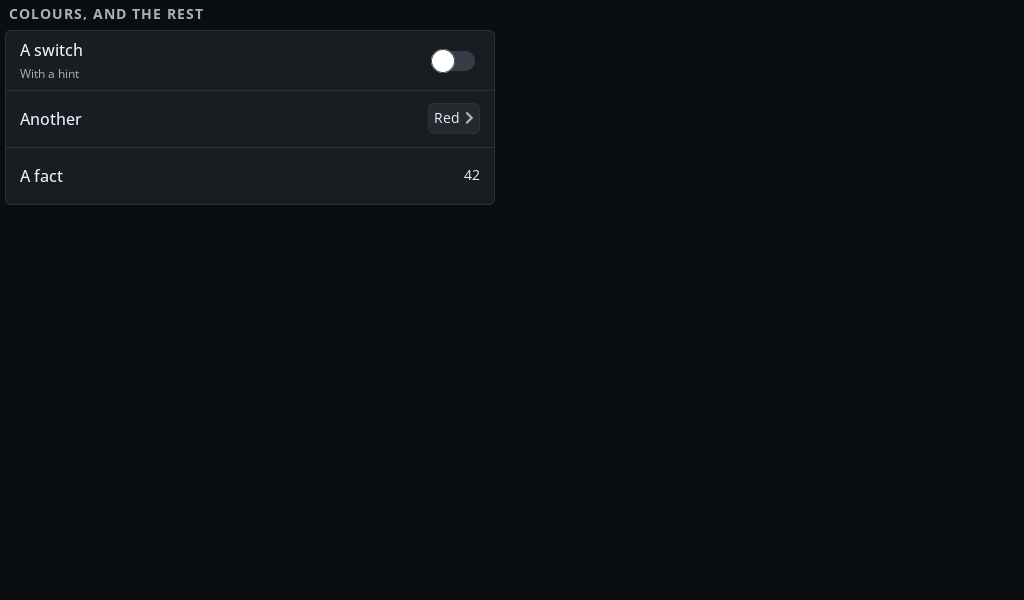 COLOURS, AND THE REST
A switch
With a hint
Another
Red
A fact
42